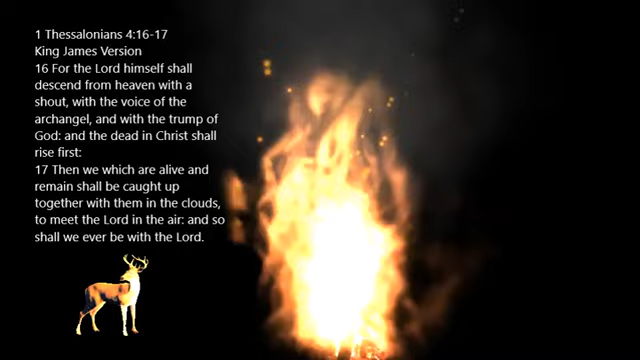 1 Thessalonians 4:16-17
King James Version
16 For the Lord himself shall
descend from heaven with a
shout, with the voice of the
archangel, and with the trump of
God: and the dead in Christ shall
rise first:
17 Then we which are alive and
remain shall be caught up
together with them in the clouds,
to meet the Lord in the air: and so
shall we ever be with the Lord.